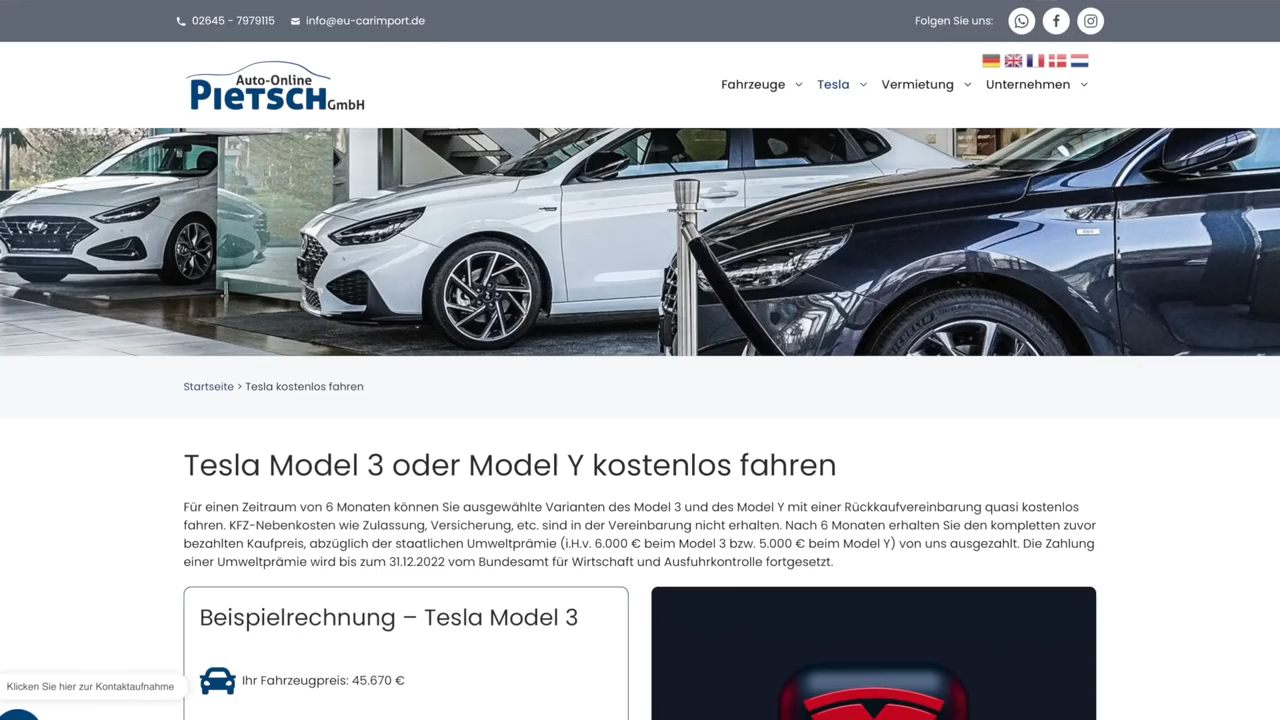 02645 - 7979115
info@eu-carimport.de
Folgen Sie uns:
Auto-Online
PIETSCH GmbH
Fahrzeuge
Tesla
Vermietung
Unternehmen
Startseite > Tesla kostenlos fahren
Tesla Model 3 oder Model Y kostenlos fahren
Für einen Zeitraum von 6 Monaten können Sie ausgewählte Varianten des Model 3 und des Model Y mit einer Rückkaufvereinbarung quasi kostenlos
fahren. KFZ-Nebenkosten wie Zulassung, Versicherung, etc. sind in der Vereinbarung nicht erhalten. Nach 6 Monaten erhalten Sie den kompletten zuvor
bezahlten Kaufpreis, abzüglich der staatlichen Umweltprämie (i.H.v. 6.000 € beim Model 3 bzw. 5.000 € beim Model Y) von uns ausgezahlt. Die Zahlung
einer Umweltprämie wird bis zum 31.12.2022 vom Bundesamt für Wirtschaft und Ausfuhrkontrolle fortgesetzt.
Beispielrechnung – Tesla Model 3
Ihr Fahrzeugpreis: 45.670 €
Klicken Sie hier zur Kontaktaufnahme